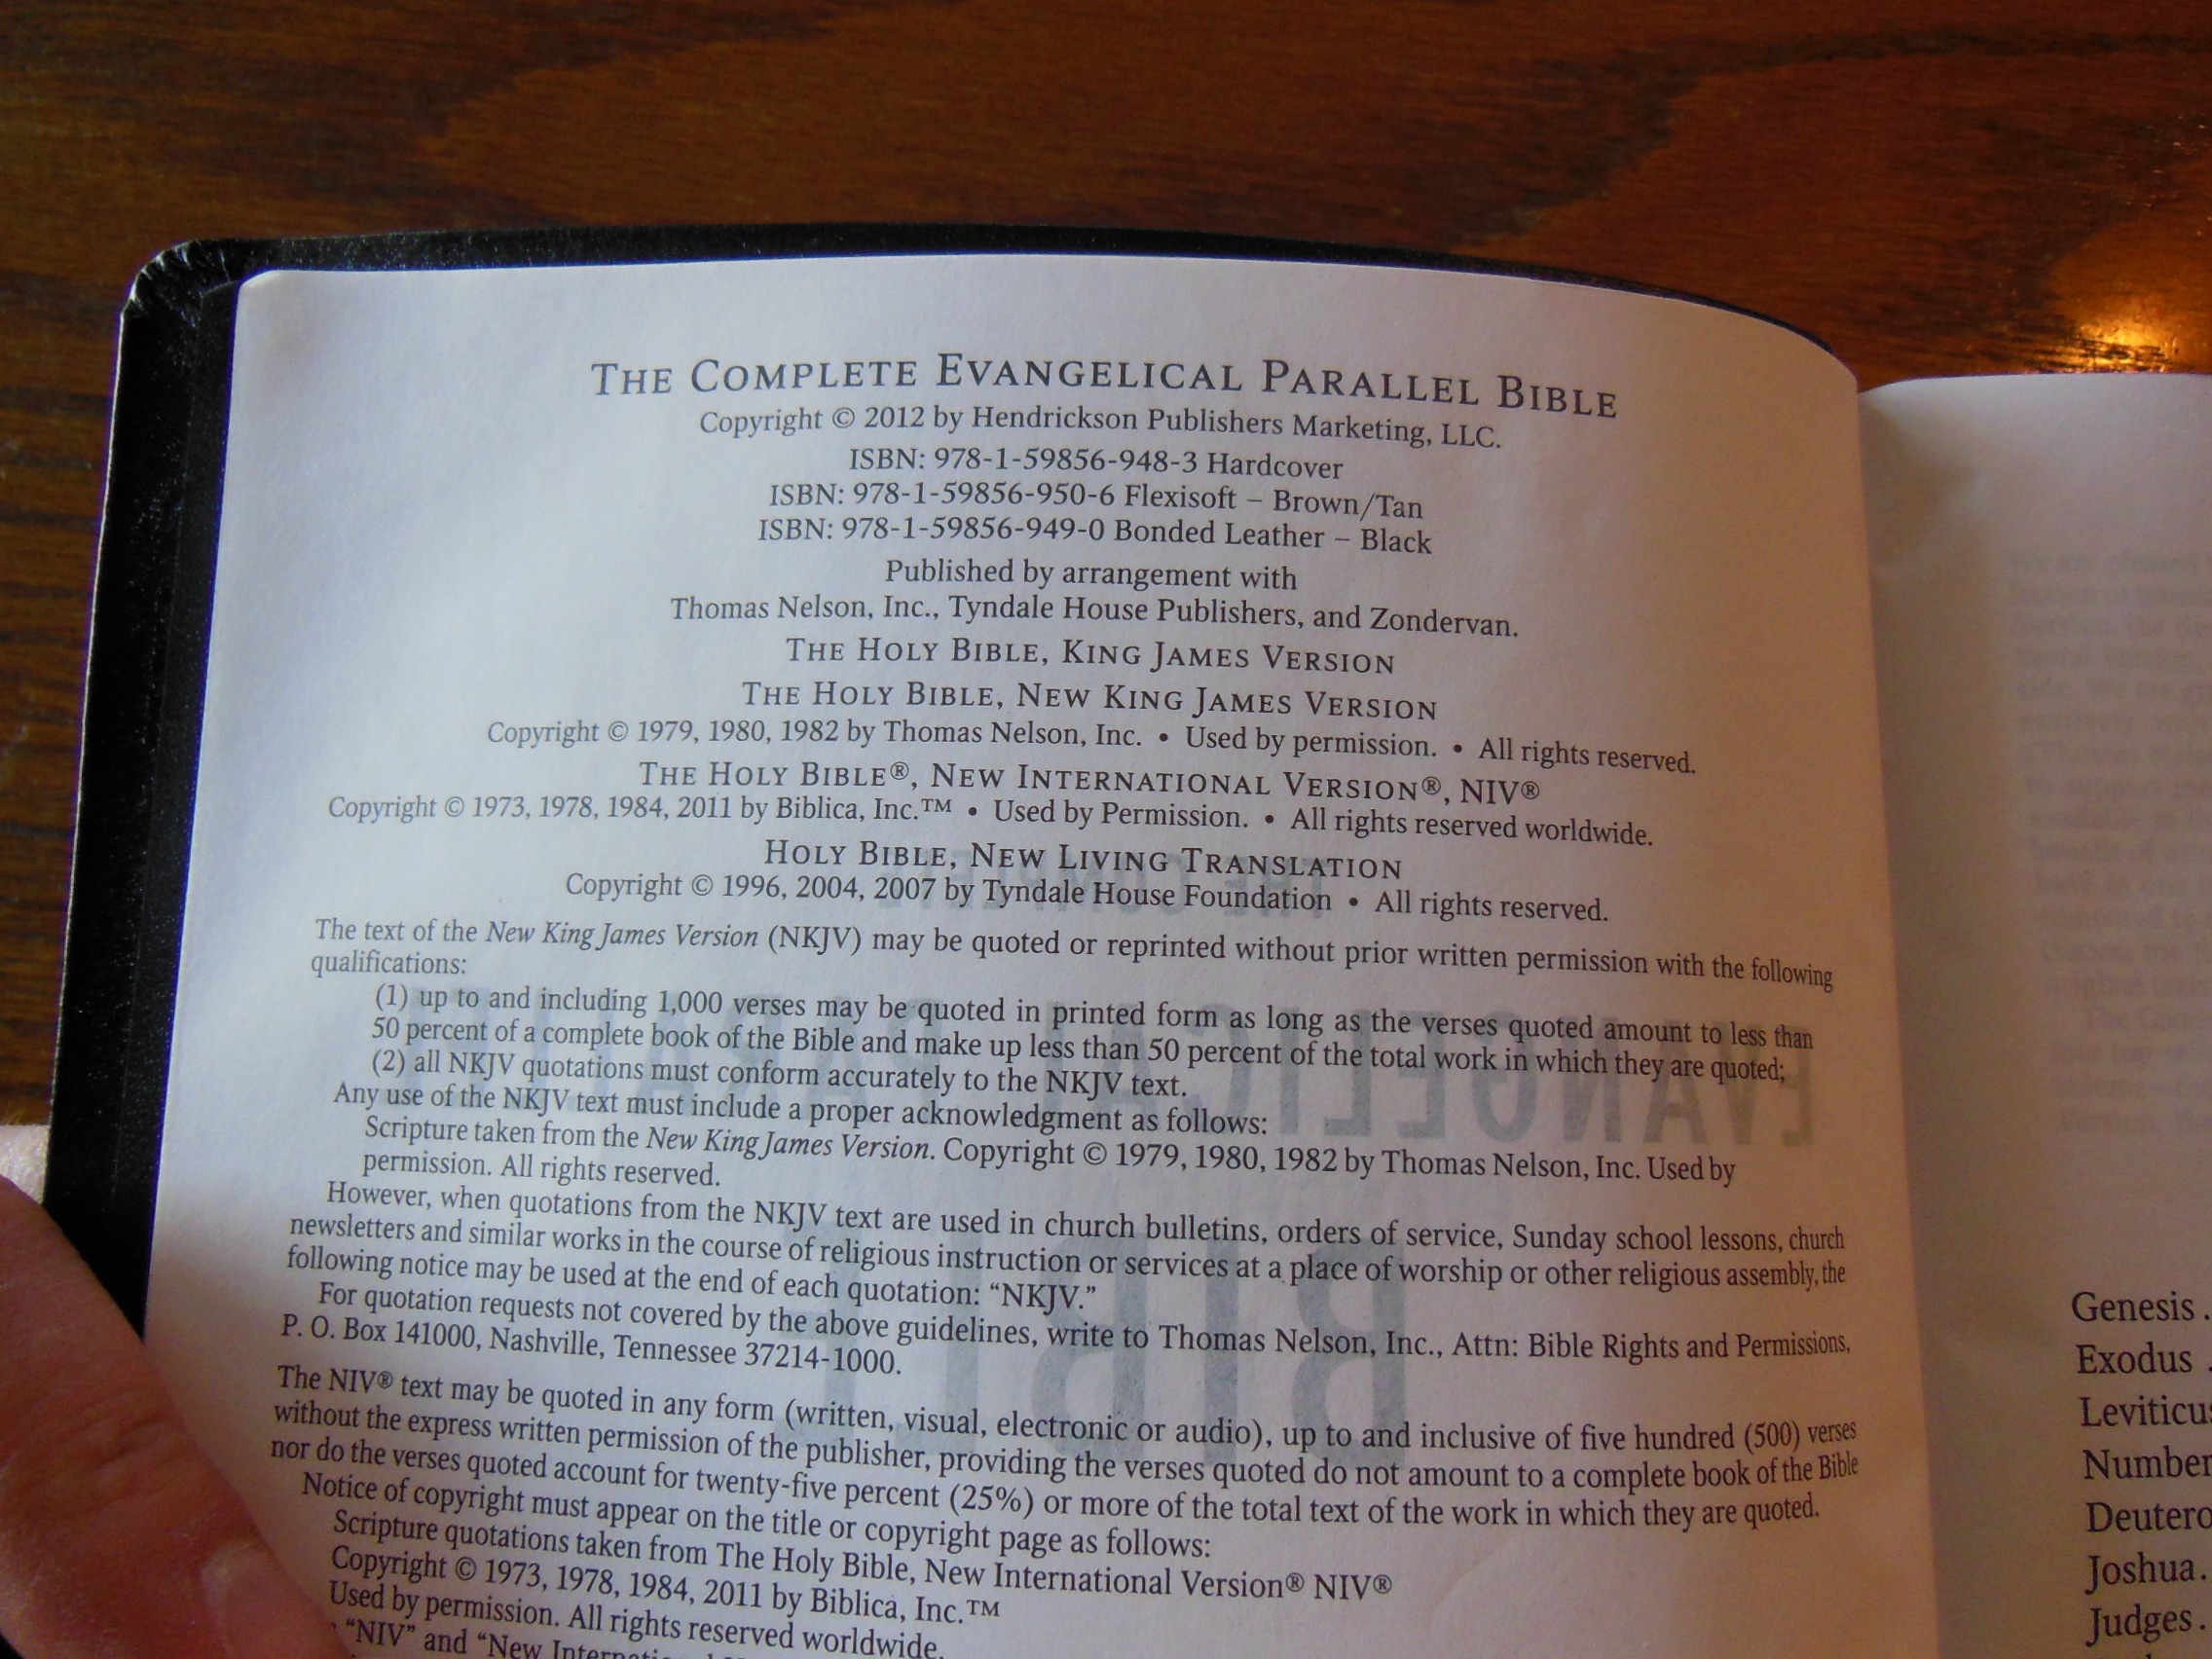 THE COMPLETE EVANGELICAL PARALLEL BIBLE
Copyright © 2012 by Hendrickson Publishers Marketing, LLC.
ISBN: 978-1-59856-948-3 Hardcover
ISBN: 978-1-59856-950-6 Flexisoft – Brown/Tan
ISBN: 978-1-59856-949-0 Bonded Leather – Black
Published by arrangement with
Thomas Nelson, Inc., Tyndale House Publishers, and Zondervan.
THE HOLY BIBLE, KING JAMES VERSION
THE HOLY BIBLE, NEW KING JAMES VERSION
Copyright © 1979, 1980, 1982 by Thomas Nelson, Inc. • Used by permission. • All rights reserved.
THE HOLY BIBLE®, NEW INTERNATIONAL VERSION®, NIV®
Copyright © 1973, 1978, 1984, 2011 by Biblica, Inc.™ • Used by Permission. • All rights reserved worldwide.
HOLY BIBLE, NEW LIVING TRANSLATION
Copyright © 1996, 2004, 2007 by Tyndale House Foundation • All rights reserved.
The text of the New King James Version (NKJV) may be quoted or reprinted without prior written permission with the following
qualifications:
(1) up to and including 1,000 verses may be quoted in printed form as long as the verses quoted amount to less than
50 percent of a complete book of the Bible and make up less than 50 percent of the total work in which they are quoted;
(2) all NKJV quotations must conform accurately to the NKJV text.
Any use of the NKJV text must include a proper acknowledgment as follows:
Scripture taken from the New King James Version. Copyright © 1979, 1980, 1982 by Thomas Nelson, Inc. Used by
permission. All rights reserved.
However, when quotations from the NKJV text are used in church bulletins, orders of service, Sunday school lessons, church
newsletters and similar works in the course of religious instruction or services at a place of worship or other religious assembly, the
following notice may be used at the end of each quotation: “NKJV.”
For quotation requests not covered by the above guidelines, write to Thomas Nelson, Inc., Attn: Bible Rights and Permissions,
P. O. Box 141000, Nashville, Tennessee 37214-1000.
The NIV® text may be quoted in any form (written, visual, electronic or audio), up to and inclusive of five hundred (500) verses
without the express written permission of the publisher, providing the verses quoted do not amount to a complete book of the Bible
nor do the verses quoted account for twenty-five percent (25%) or more of the total text of the work in which they are quoted.
Notice of copyright must appear on the title or copyright page as follows:
Scripture quotations taken from The Holy Bible, New International Version® NIV®
Copyright © 1973, 1978, 1984, 2011 by Biblica, Inc.™
Used by permission. All rights reserved worldwide.
“NIV” and “New
Genesis .
Exodus .
Leviticus
Number
Deutero
Joshua.
Judges.